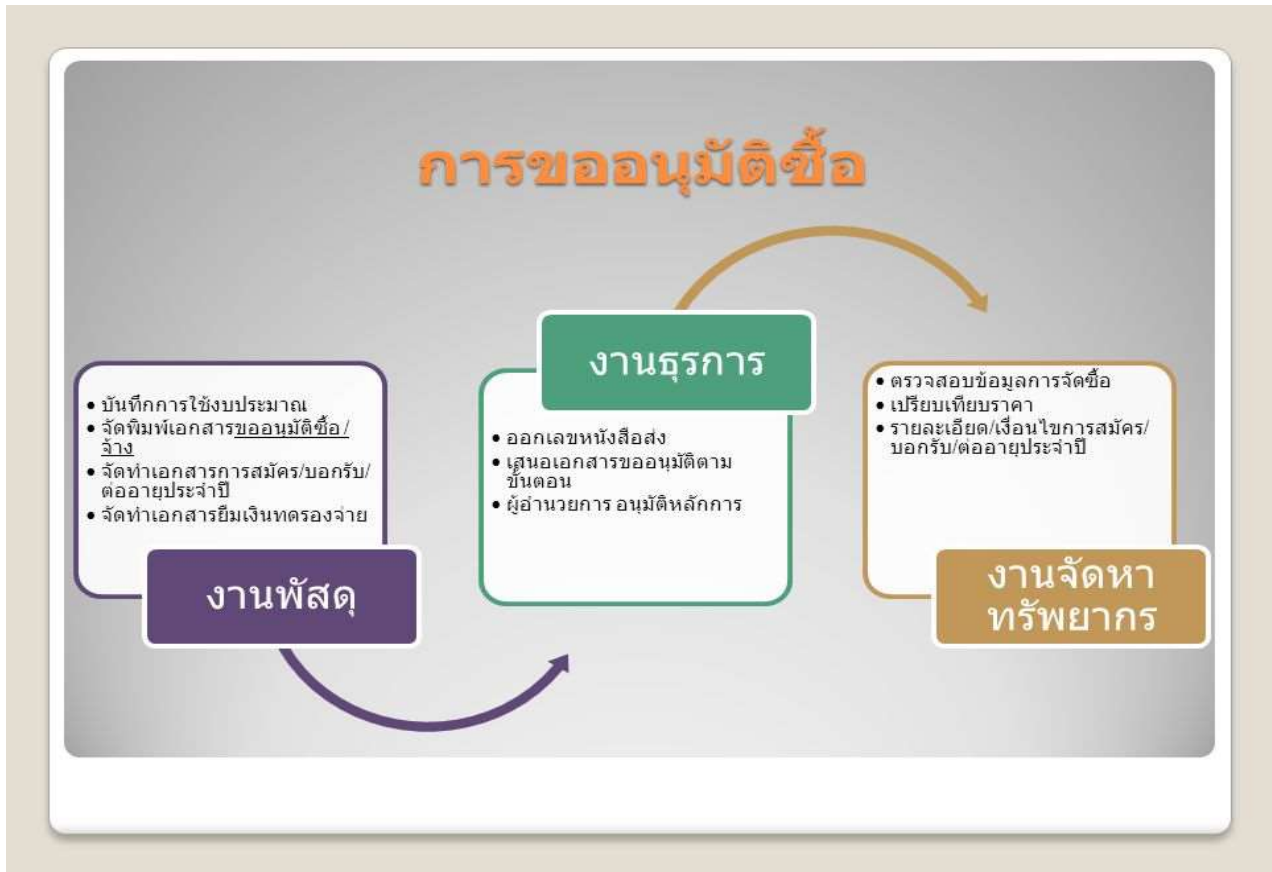 การขออนุมัติซื้อ
• บันทึกการใช้งบประมาณ
• จัดพิมพ์เอกสารขออนุมัติซื้อ/
จ้าง
• จัดทำเอกสารการสมัคร/บอกรับ/
ต่ออายุประจำปี
• จัดทำเอกสารยืมเงินทดรองจ่าย
งานพัสดุ
งานธุรการ
• ออกเลขหนังสือส่ง
• เสนอเอกสารขออนุมัติตาม
ขั้นตอน
• ผู้อำนวยการ อนุมัติหลักการ
• ตรวจสอบข้อมูลการจัดซื้อ
• เปรียบเทียบราคา
• รายละเอียด/เงื่อนไขการสมัคร/
บอกรับ/ต่ออายุประจำปี
งานจัดหา
ทรัพยากร